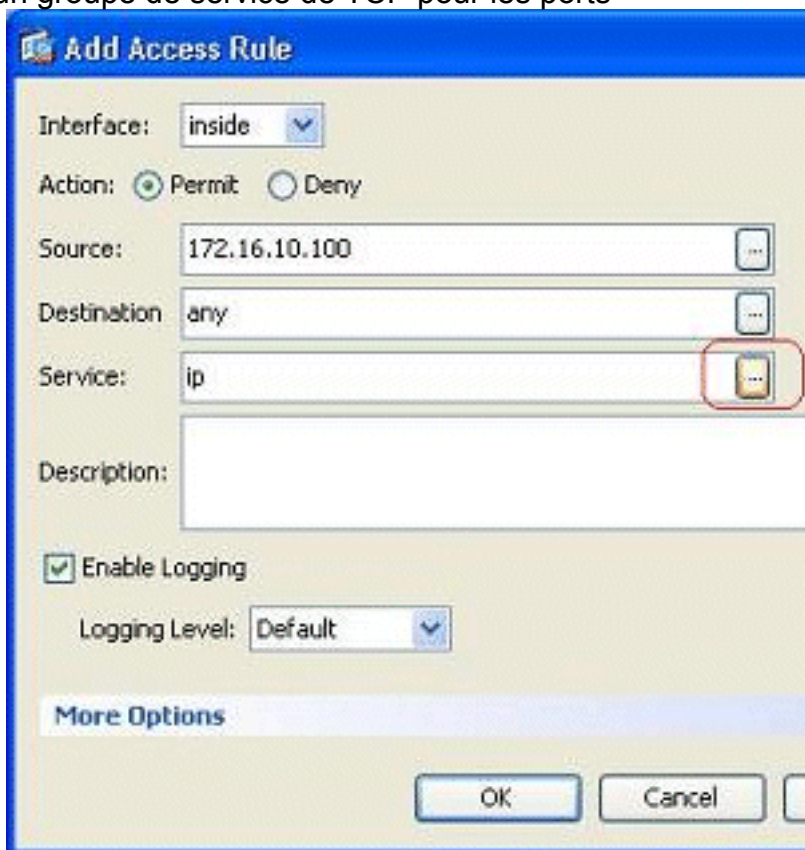 un groupe de service de TCP pour les ports
Add Access Rule
Interface: inside
Action: Permit Deny
Source: 172.16.10.100 ...
Destination any ...
Service: ip ...
Description:
Enable Logging
Logging Level: Default
More Options
OK Cancel